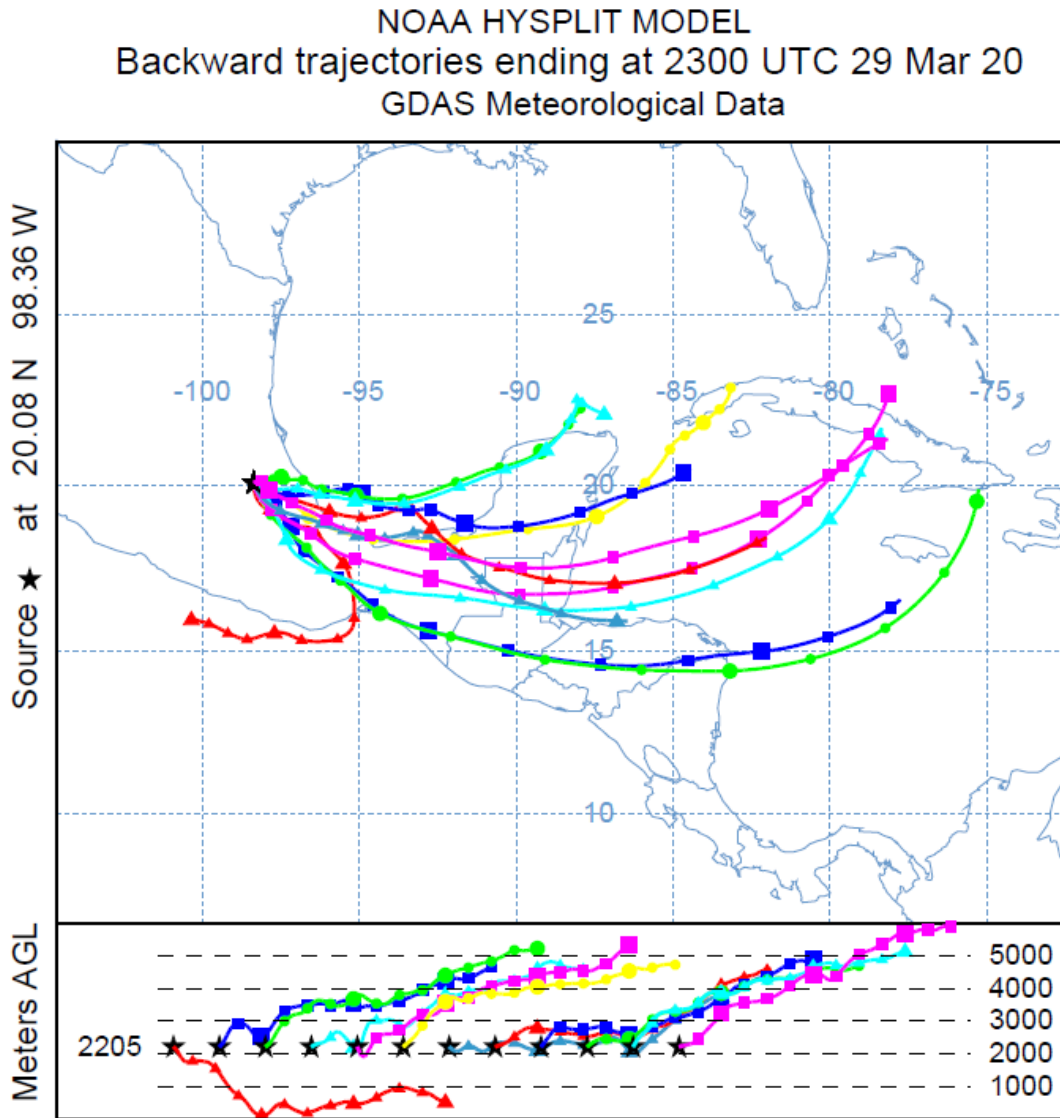 NOAA HYSPLIT MODEL
Backward trajectories ending at 2300 UTC 29 Mar 20
GDAS Meteorological Data
Source ★ at 20.08 N 98.36 W
25
-100 -95 -90 -85 -80 -75
20
15
10
Meters AGL
2205
5000
4000
3000
2000
1000